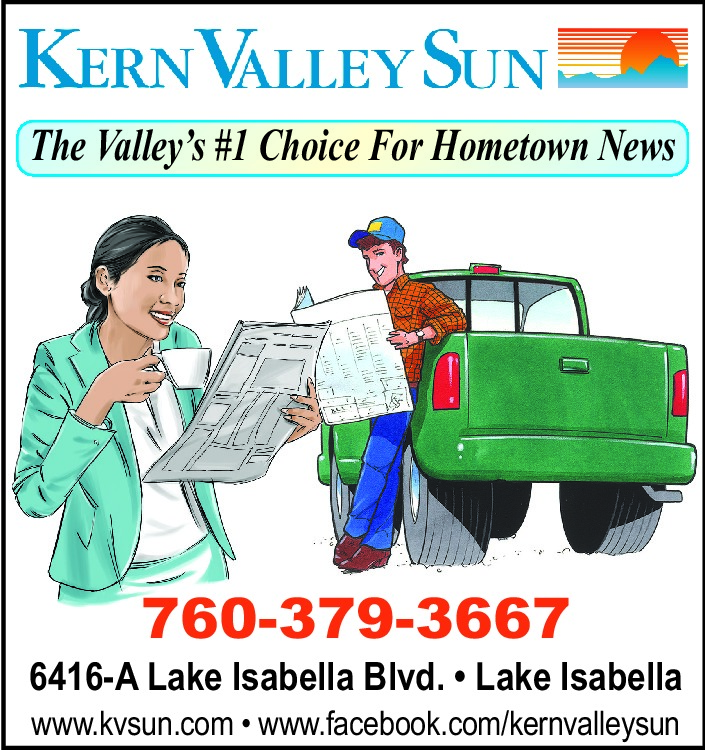 KERN VALLEY SUN
The Valley's #1 Choice For Hometown News
760-379-3667
6416-A Lake Isabella Blvd. • Lake Isabella
www.kvsun.com • www.facebook.com/kernvalleysun